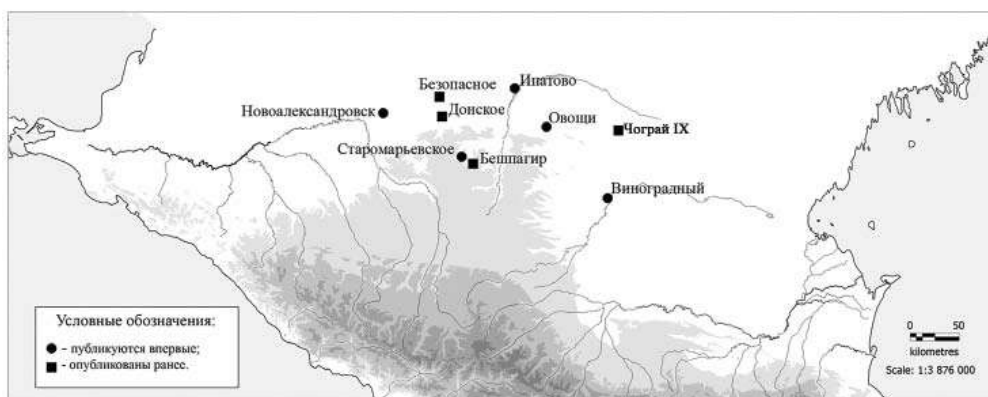 Безопасное
Ипатово
Новоалександровск
Донское
Овощи
Чограй IX
Старомарьевское
Бешпагир
Виноградный
Условные обозначения:
– публикуются впервые;
- опубликованы ранее.
0 50
kilometres
Scale: 1:3 876 000